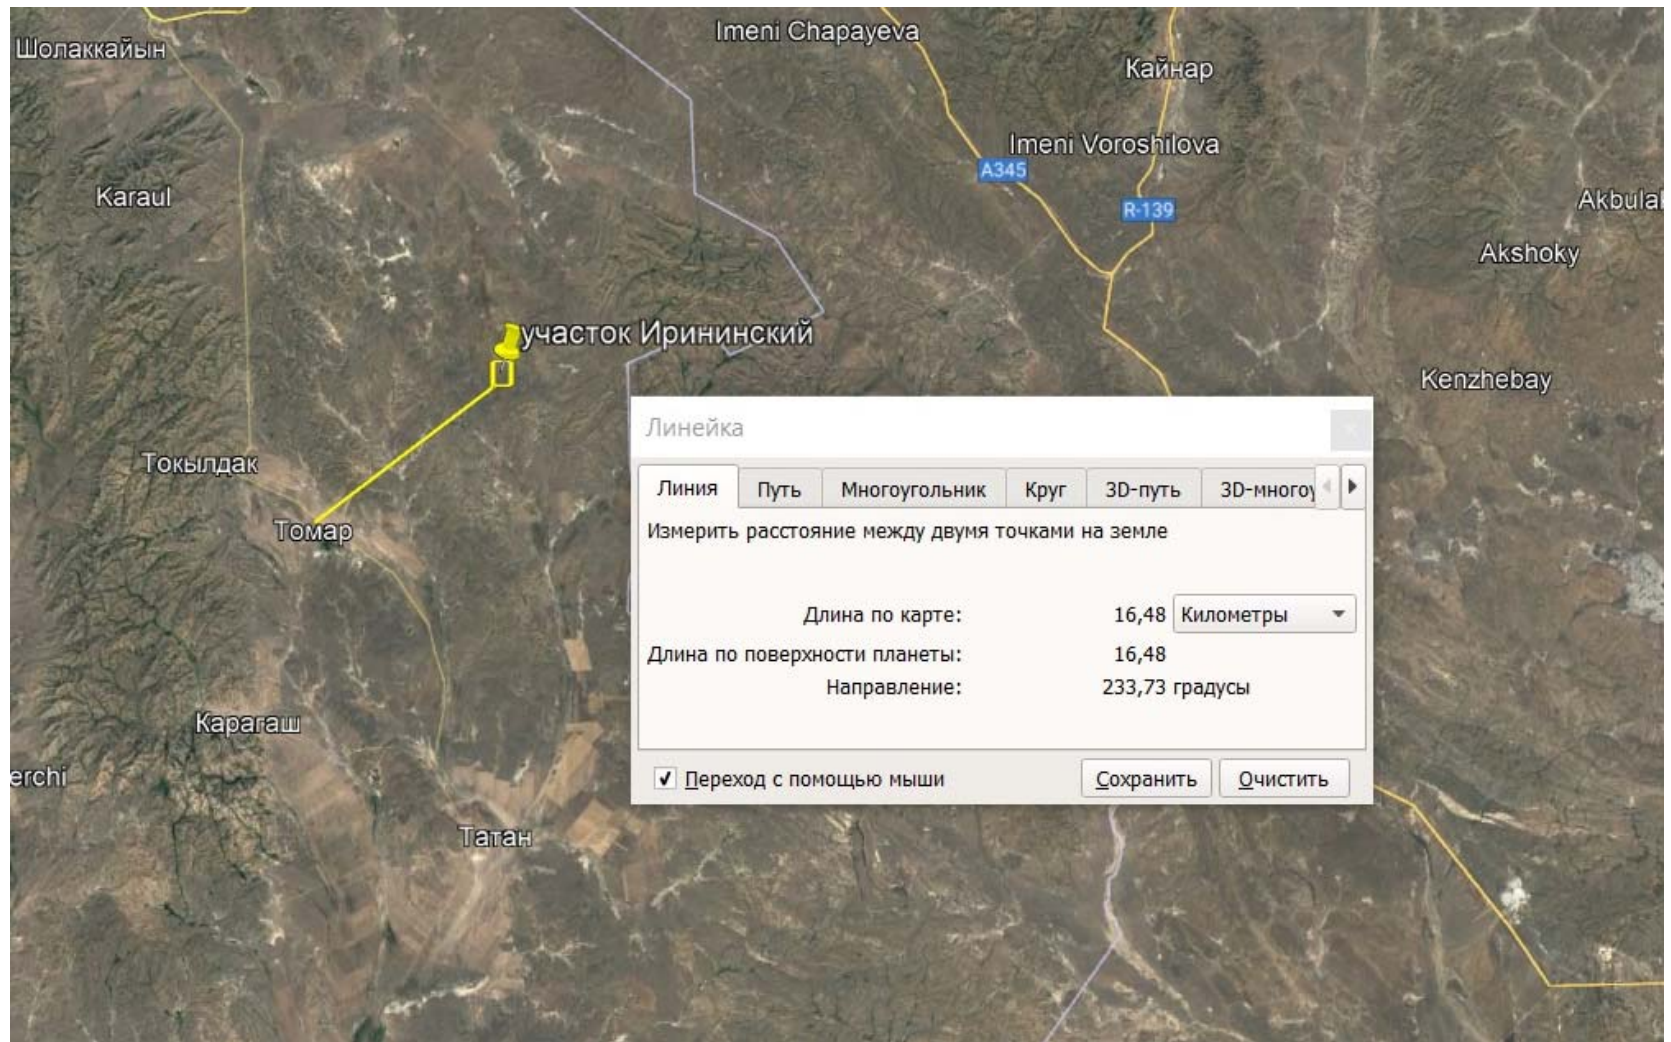 Шолаккайын
Imeni Chapayeva
Кайнар
Imeni Voroshilova
A345
Karaul
R-139
Akbulak
Akshoky
участок Ирининский
Kenzhebay
Линейка
Токылдак
Линия
Путь
Многоугольник
Круг
3D-путь
3D-многоу
Томар
Измерить расстояние между двумя точками на земле
Длина по карте: 16,48 Километры
Длина по поверхности планеты: 16,48
Направление: 233,73 градусы
Карагаш
erchi
Переход с помощью мыши
Сохранить
Очистить
Татан